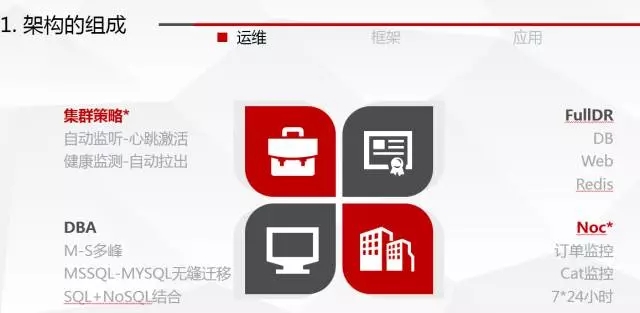 1. 架构的组成
运维
框架
应用
集群策略*
自动监听-心跳激活
健康监测-自动拉出
FullDR
DB
Web
Redis
DBA
M-S多峰
MSSQL-MYSQL无缝迁移
SQL+NoSQL结合
Noc*
订单监控
Cat监控
7*24小时